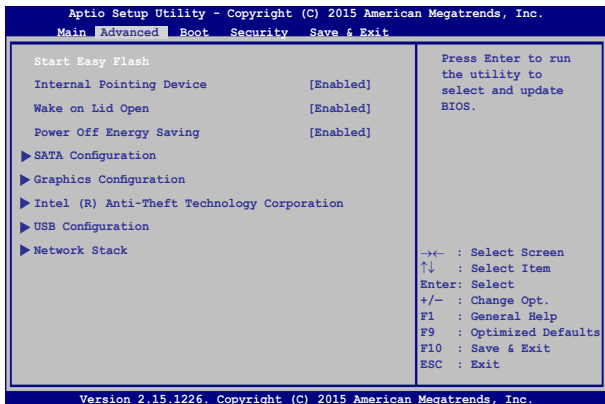 Aptio Setup Utility - Copyright (C) 2015 American Megatrends, Inc.
Main Advanced Boot Security Save & Exit
Start Easy Flash
Internal Pointing Device [Enabled]
Wake on Lid Open [Enabled]
Power Off Energy Saving [Enabled]
SATA Configuration
Graphics Configuration
Intel (R) Anti-Theft Technology Corporation
USB Configuration
Network Stack
Press Enter to run
the utility to
select and update
BIOS.
→← : Select Screen
↑↓ : Select Item
Enter: Select
+/— : Change Opt.
F1 : General Help
F9 : Optimized Defaults
F10 : Save & Exit
ESC : Exit
Version 2.15.1226. Copyright (C) 2015 American Megatrends, Inc.